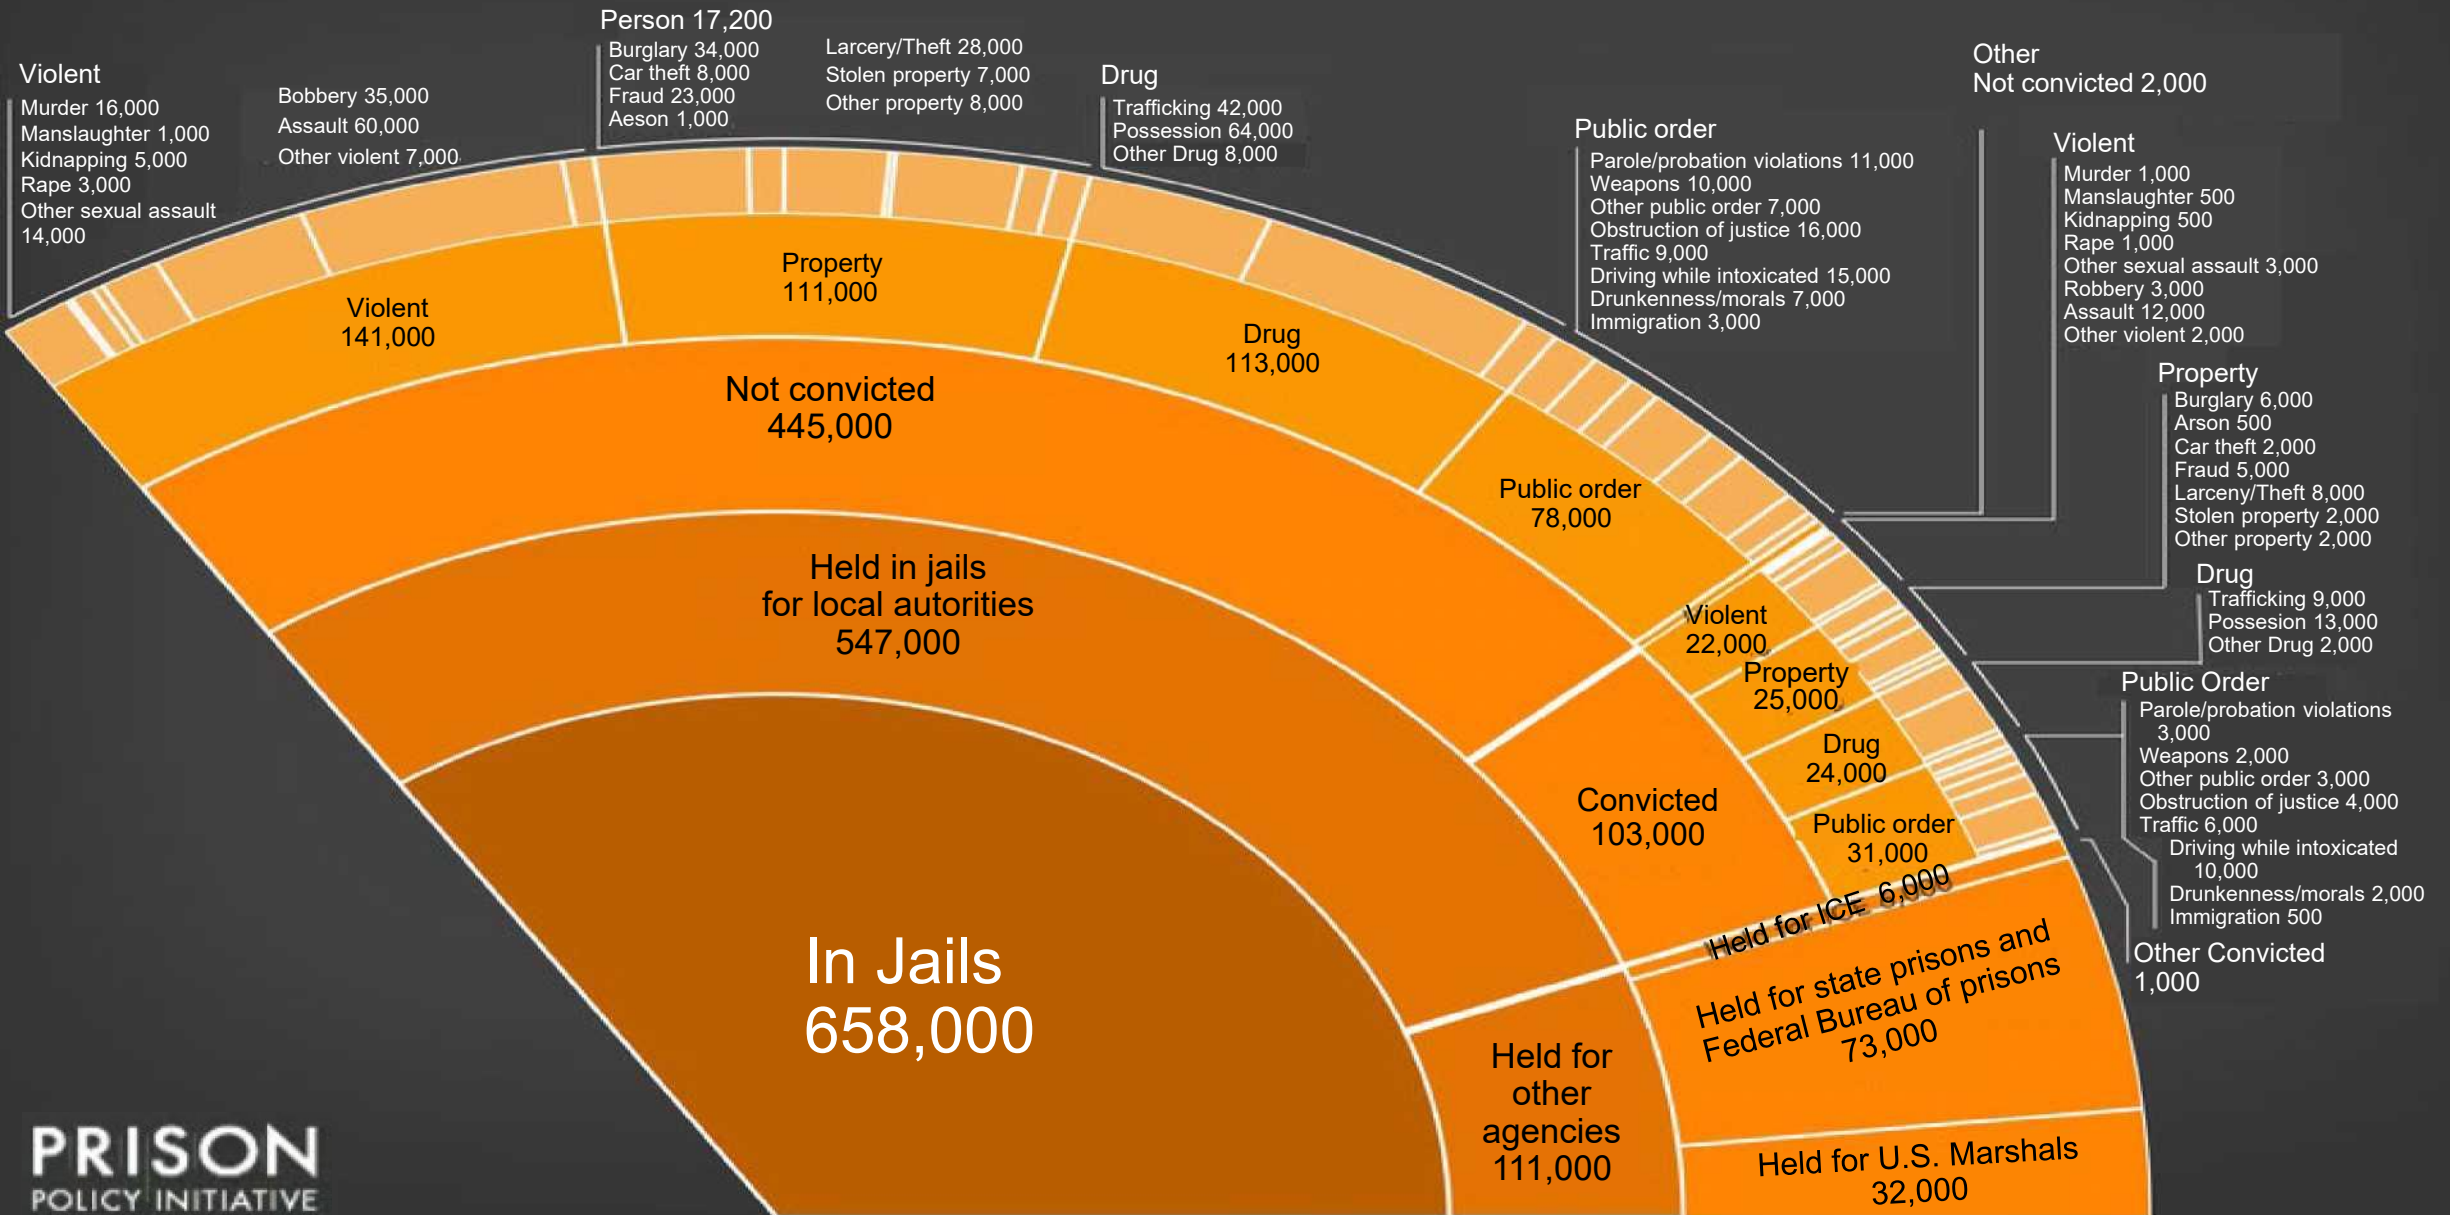 Violent
Murder 16,000
Manslaughter 1,000
Kidnapping 5,000
Rape 3,000
Other sexual assault
14,000
Bobbery 35,000
Assault 60,000
Other violent 7,000
Person 17,200
Burglary 34,000
Car theft 8,000
Fraud 23,000
Aeson 1,000
Larcery/Theft 28,000
Stolen property 7,000
Other property 8,000
Drug
Trafficking 42,000
Possession 64,000
Other Drug 8,000
Public order
Parole/probation violations 11,000
Weapons 10,000
Other public order 7,000
Obstruction of justice 16,000
Traffic 9,000
Driving while intoxicated 15,000
Drunkenness/morals 7,000
Immigration 3,000
Other
Not convicted 2,000
Violent
Murder 1,000
Manslaughter 500
Kidnapping 500
Rape 1,000
Other sexual assault 3,000
Robbery 3,000
Assault 12,000
Other violent 2,000
Property
Burglary 6,000
Arson 500
Car theft 2,000
Fraud 5,000
Larceny/Theft 8,000
Stolen property 2,000
Other property 2,000
Drug
Trafficking 9,000
Possesion 13,000
Other Drug 2,000
Public Order
Parole/probation violations
3,000
Weapons 2,000
Other public order 3,000
Obstruction of justice 4,000
Traffic 6,000
Driving while intoxicated
10,000
Drunkenness/morals 2,000
Immigration 500
Other Convicted
1,000
Violent
141,000
Property
111,000
Drug
113,000
Public order
78,000
Not convicted
445,000
Violent
22,000
Property
25,000
Drug
24,000
Public order
31,000
Convicted
103,000
Held in jails
for local autorities
547,000
Held for ICE 6,000
Held for state prisons and
Federal Bureau of prisons
73,000
Held for U.S. Marshals
32,000
Held for
other
agencies
111,000
In Jails
658,000
PRISON
POLICY INITIATIVE